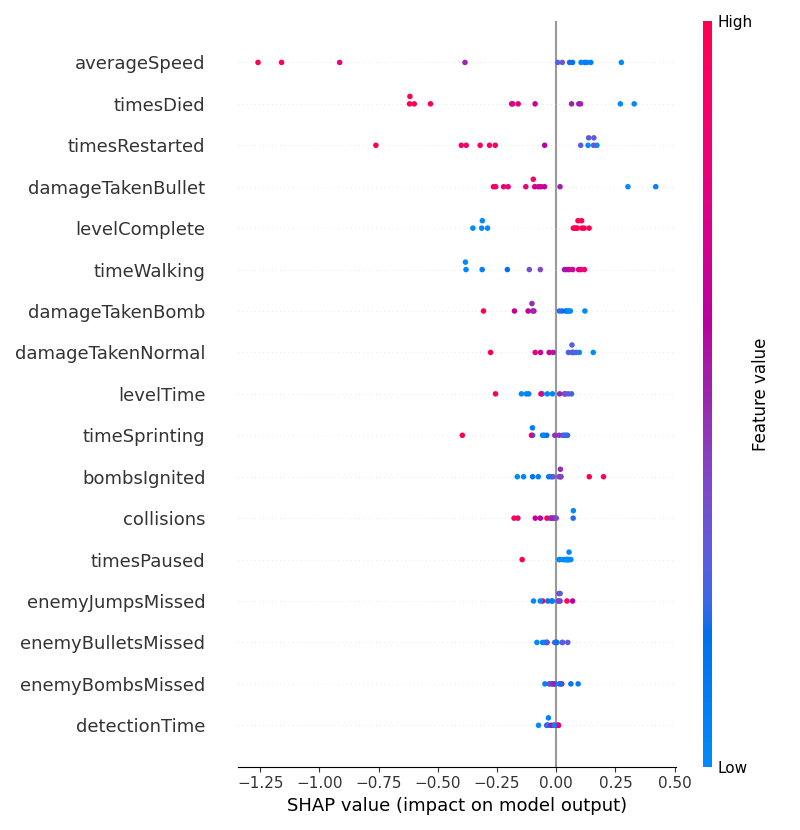 High
averageSpeed
timesDied
timesRestarted
damageTakenBullet
levelComplete
timeWalking
damageTakenBomb
damageTakenNormal
levelTime
timeSprinting
bombsIgnited
collisions
timesPaused
enemyJumpsMissed
enemyBulletsMissed
enemyBombsMissed
detectionTime
Feature value
Low
−1.25 −1.00 −0.75 −0.50 −0.25 0.00 0.25 0.50
SHAP value (impact on model output)